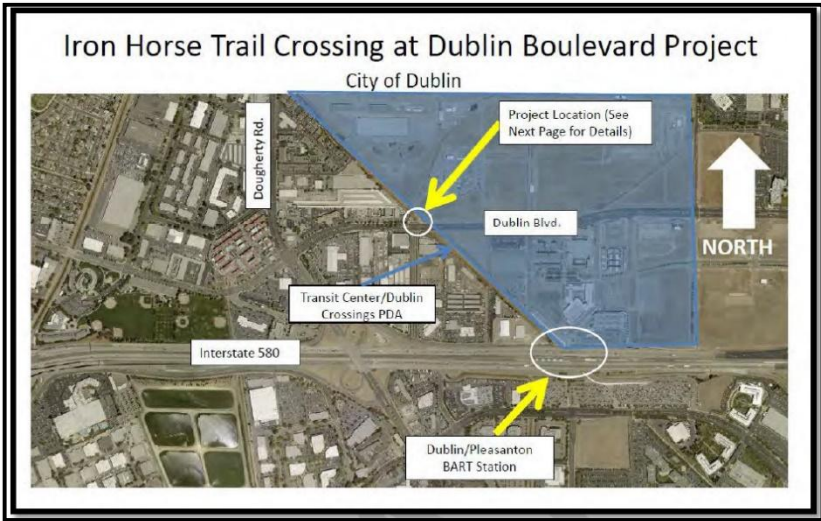 Iron Horse Trail Crossing at Dublin Boulevard Project
City of Dublin
Project Location (See
Next Page for Details)
Dougherty Rd.
Dublin Blvd.
NORTH
Transit Center/Dublin
Crossings PDA
Interstate 580
Dublin/Pleasanton
BART Station